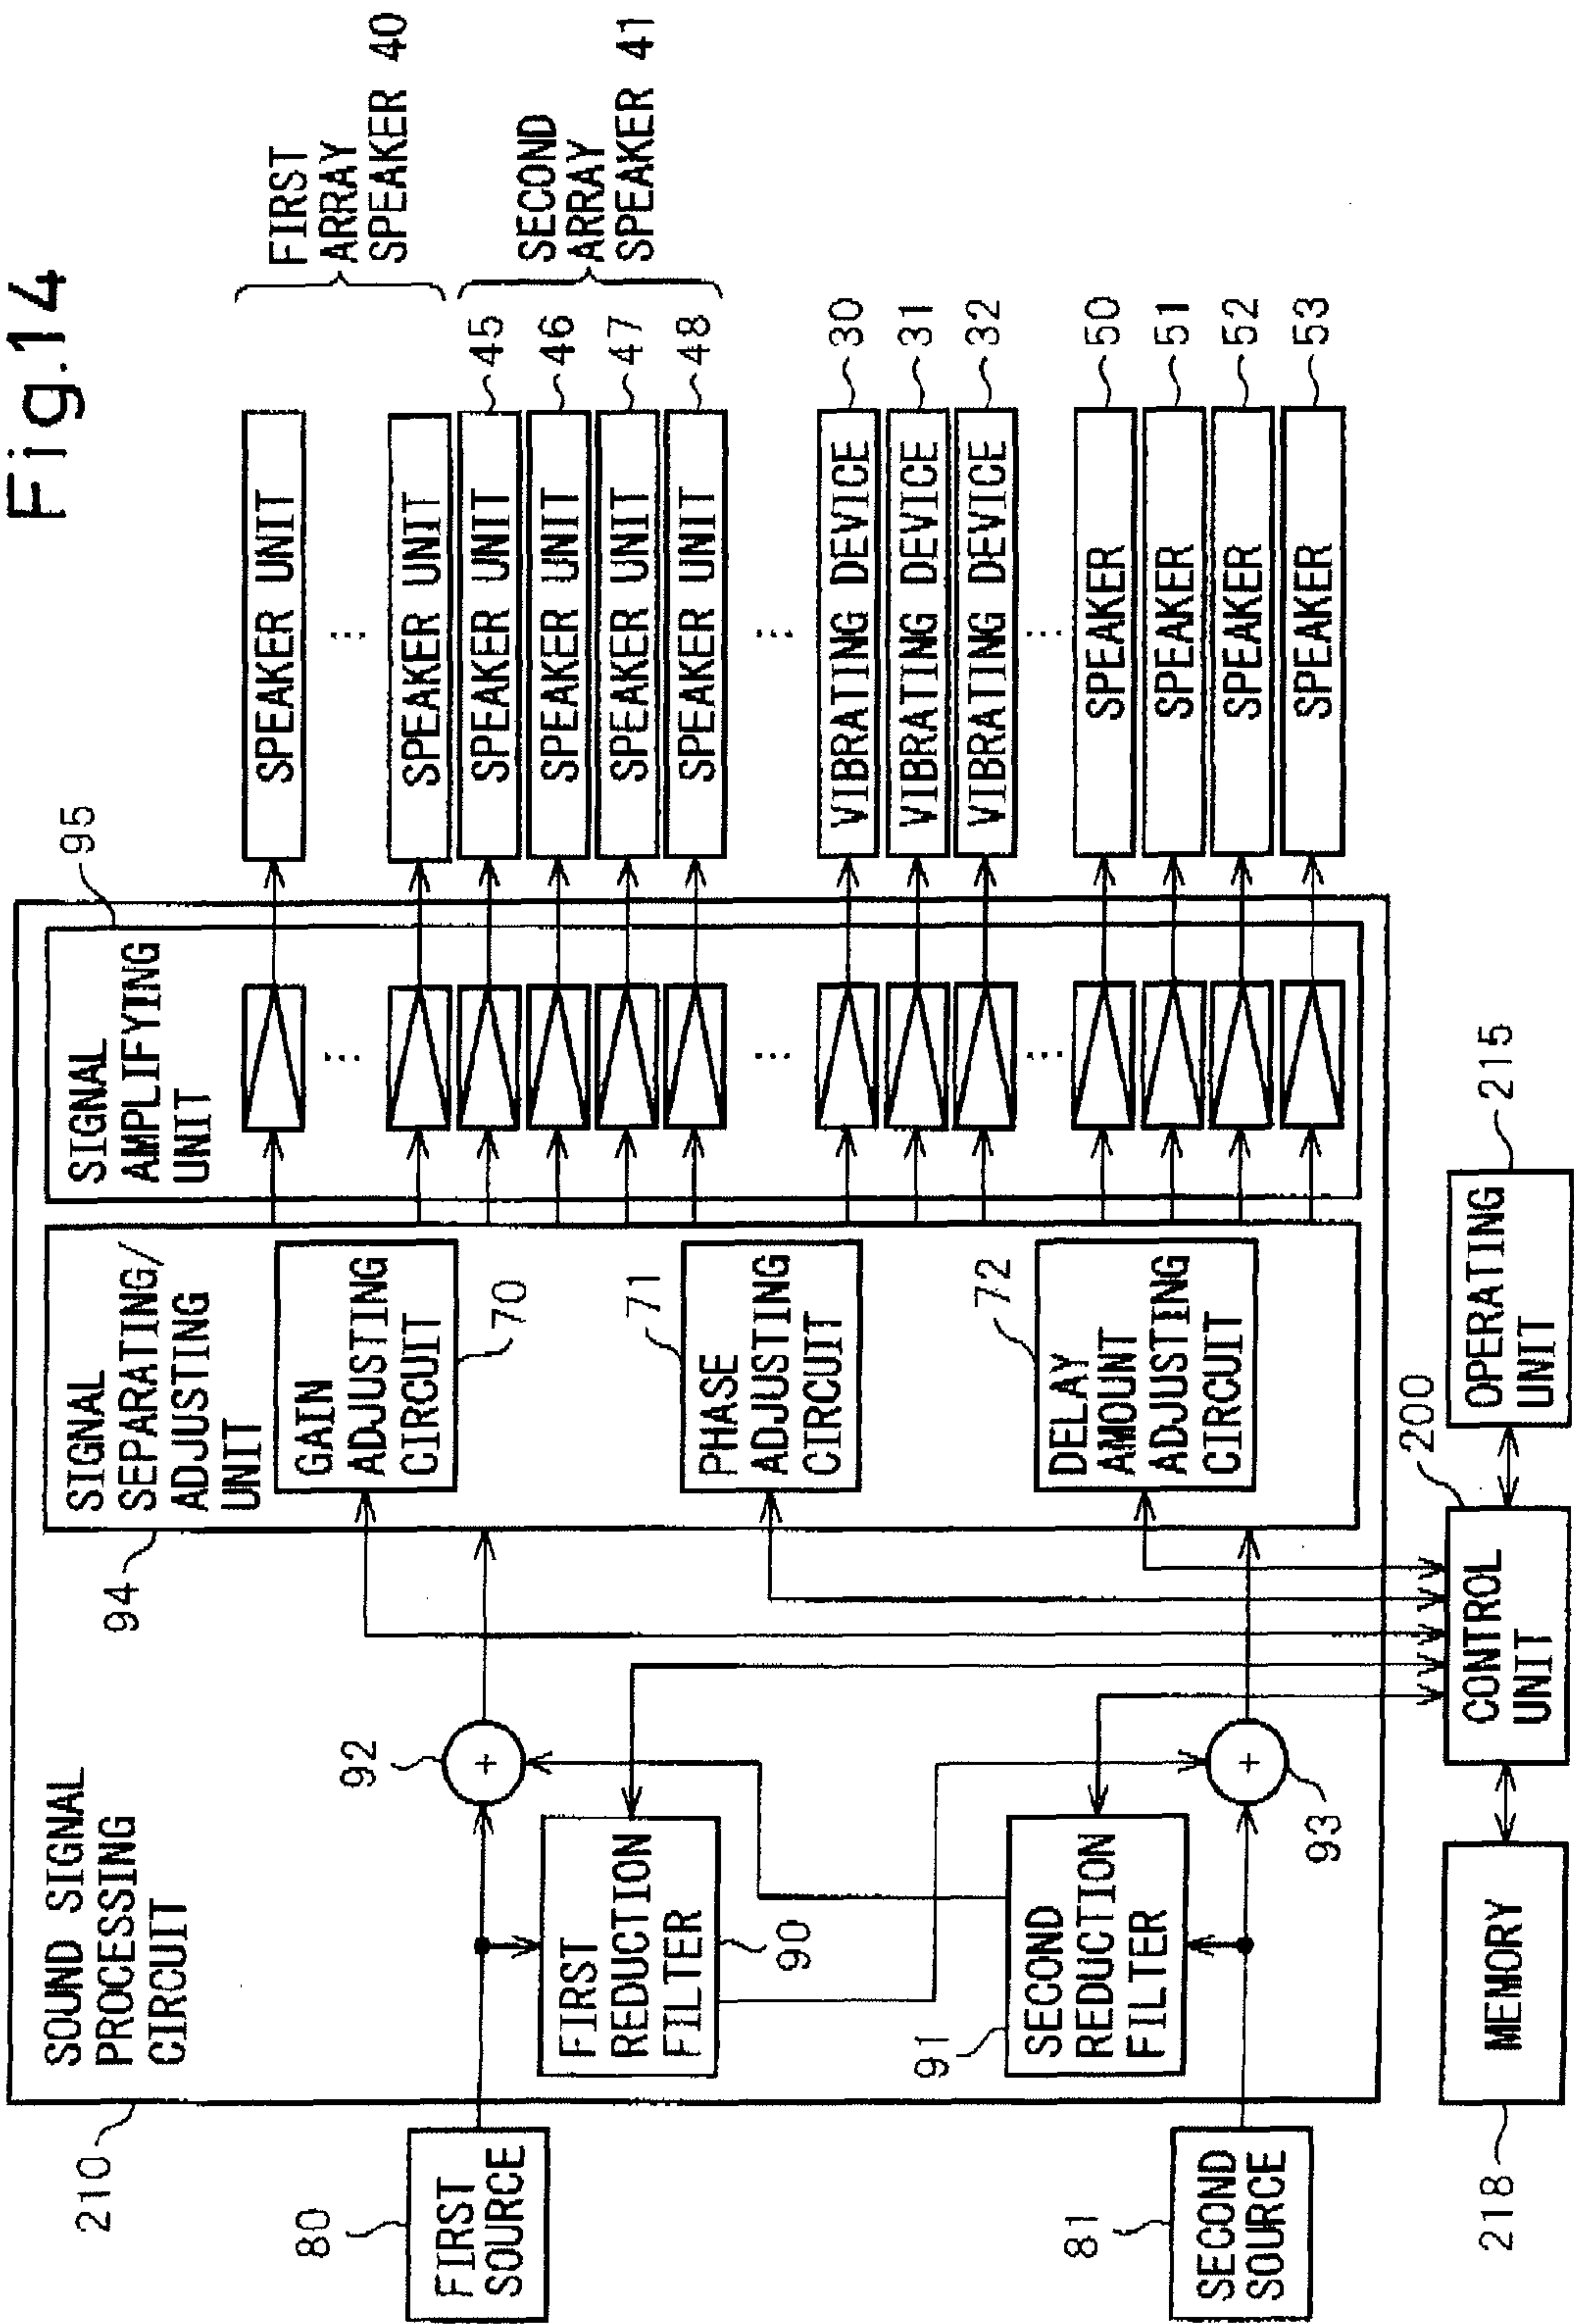 Fig.14
SOUND SIGNAL
PROCESSING
CIRCUIT
210
80
FIRST
SOURCE
81
SECOND
SOURCE
FIRST
REDUCTION
FILTER
90
SECOND
REDUCTION
FILTER
91
92
+
93
+
94
SIGNAL
SEPARATING/
ADJUSTING
UNIT
GAIN
ADJUSTING
CIRCUIT
70
PHASE
ADJUSTING
CIRCUIT
71
DELAY
AMOUNT
ADJUSTING
CIRCUIT
72
SIGNAL
AMPLIFYING
UNIT
95
...
...
...
SPEAKER UNIT
...
SPEAKER UNIT
FIRST
ARRAY
SPEAKER 40
SPEAKER UNIT 45
SPEAKER UNIT 46
SPEAKER UNIT 47
SPEAKER UNIT 48
SECOND
ARRAY
SPEAKER 41
...
VIBRATING DEVICE 30
VIBRATING DEVICE 31
VIBRATING DEVICE 32
...
SPEAKER 50
SPEAKER 51
SPEAKER 52
SPEAKER 53
MEMORY
218
CONTROL
UNIT
200
OPERATING
UNIT
215